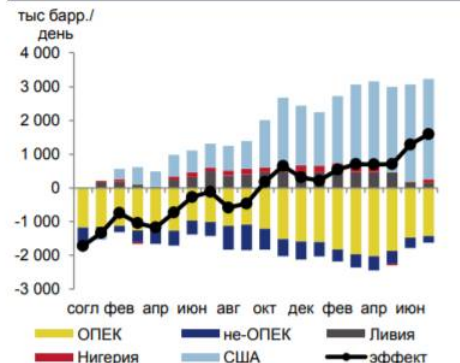 тыс барр./
день
4 000
3 000
2 000
1 000
0
-1 000
-2 000
-3 000
согл фев апр июн авг окт дек фев апр июн
ОПЕК не-ОПЕК Ливия
Нигерия США эффект